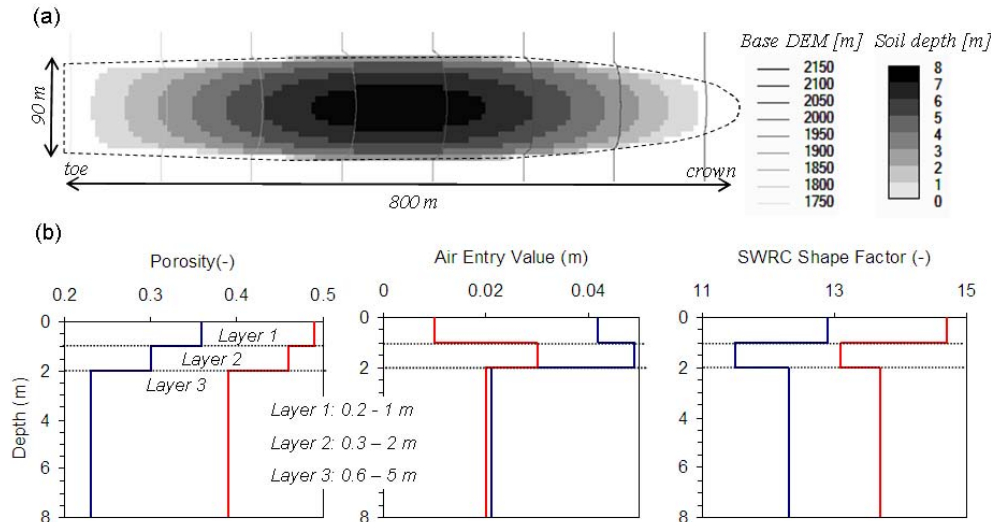 (a)
Base DEM [m]
Soil depth [m]
2150
2100
2050
2000
1950
1900
1850
1800
1750
8
7
6
5
4
3
2
1
0
90 m
toe
crown
800 m
(b)
Porosity(-)
0.2 0.3 0.4 0.5
Air Entry Value (m)
0 0.02 0.04
SWRC Shape Factor (-)
11 13 15
Depth (m)
0
2
4
6
8
Layer 1
Layer 2
Layer 3
Layer 1: 0.2 - 1 m
Layer 2: 0.3 – 2 m
Layer 3: 0.6 – 5 m
0
2
4
6
8
0
2
4
6
8